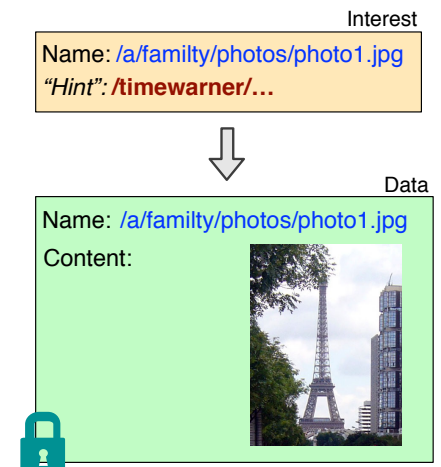 Interest
Name: /a/familty/photos/photo1.jpg
“Hint”: /timewarner/…
Data
Name: /a/familty/photos/photo1.jpg
Content: